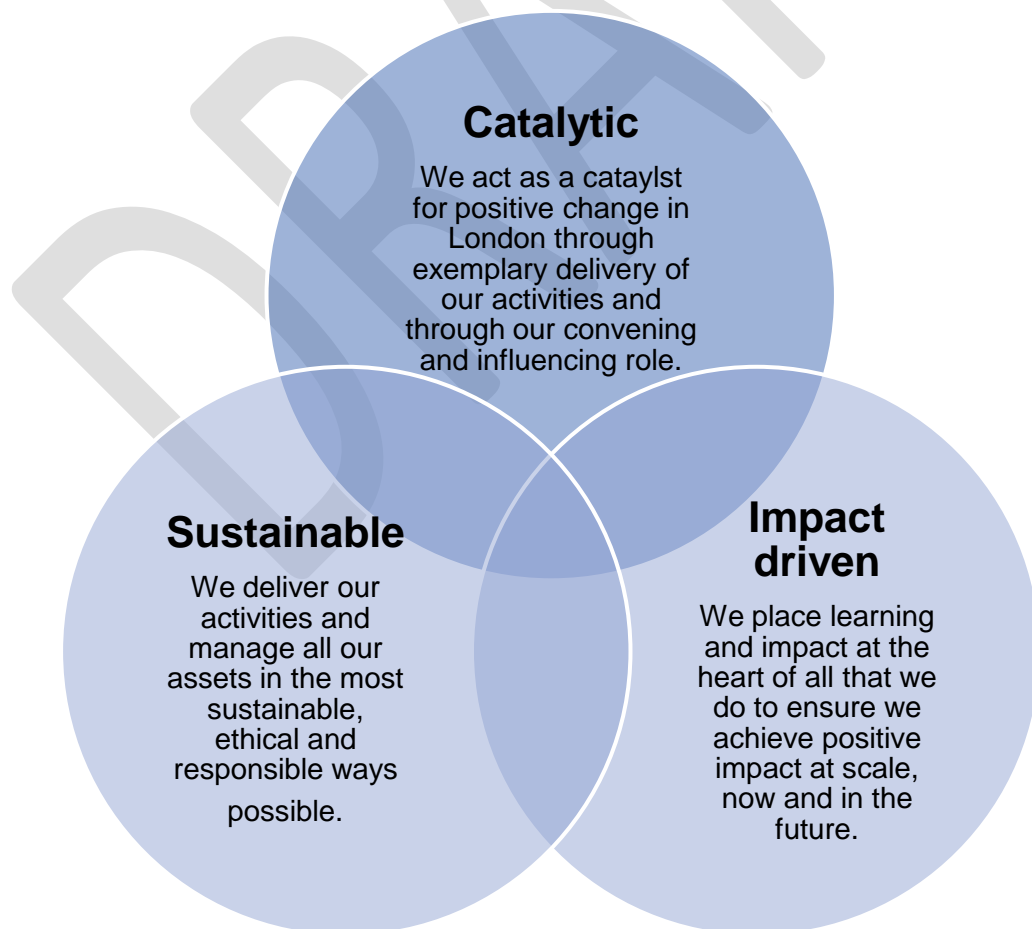 Catalytic
We act as a cataylst
for positive change in
London through
exemplary delivery of
our activities and
through our convening
and influencing role.
Sustainable
We deliver our
activities and
manage all our
assets in the most
sustainable,
ethical and
responsible ways
possible.
Impact
driven
We place learning
and impact at the
heart of all that we
do to ensure we
achieve positive
impact at scale,
now and in the
future.